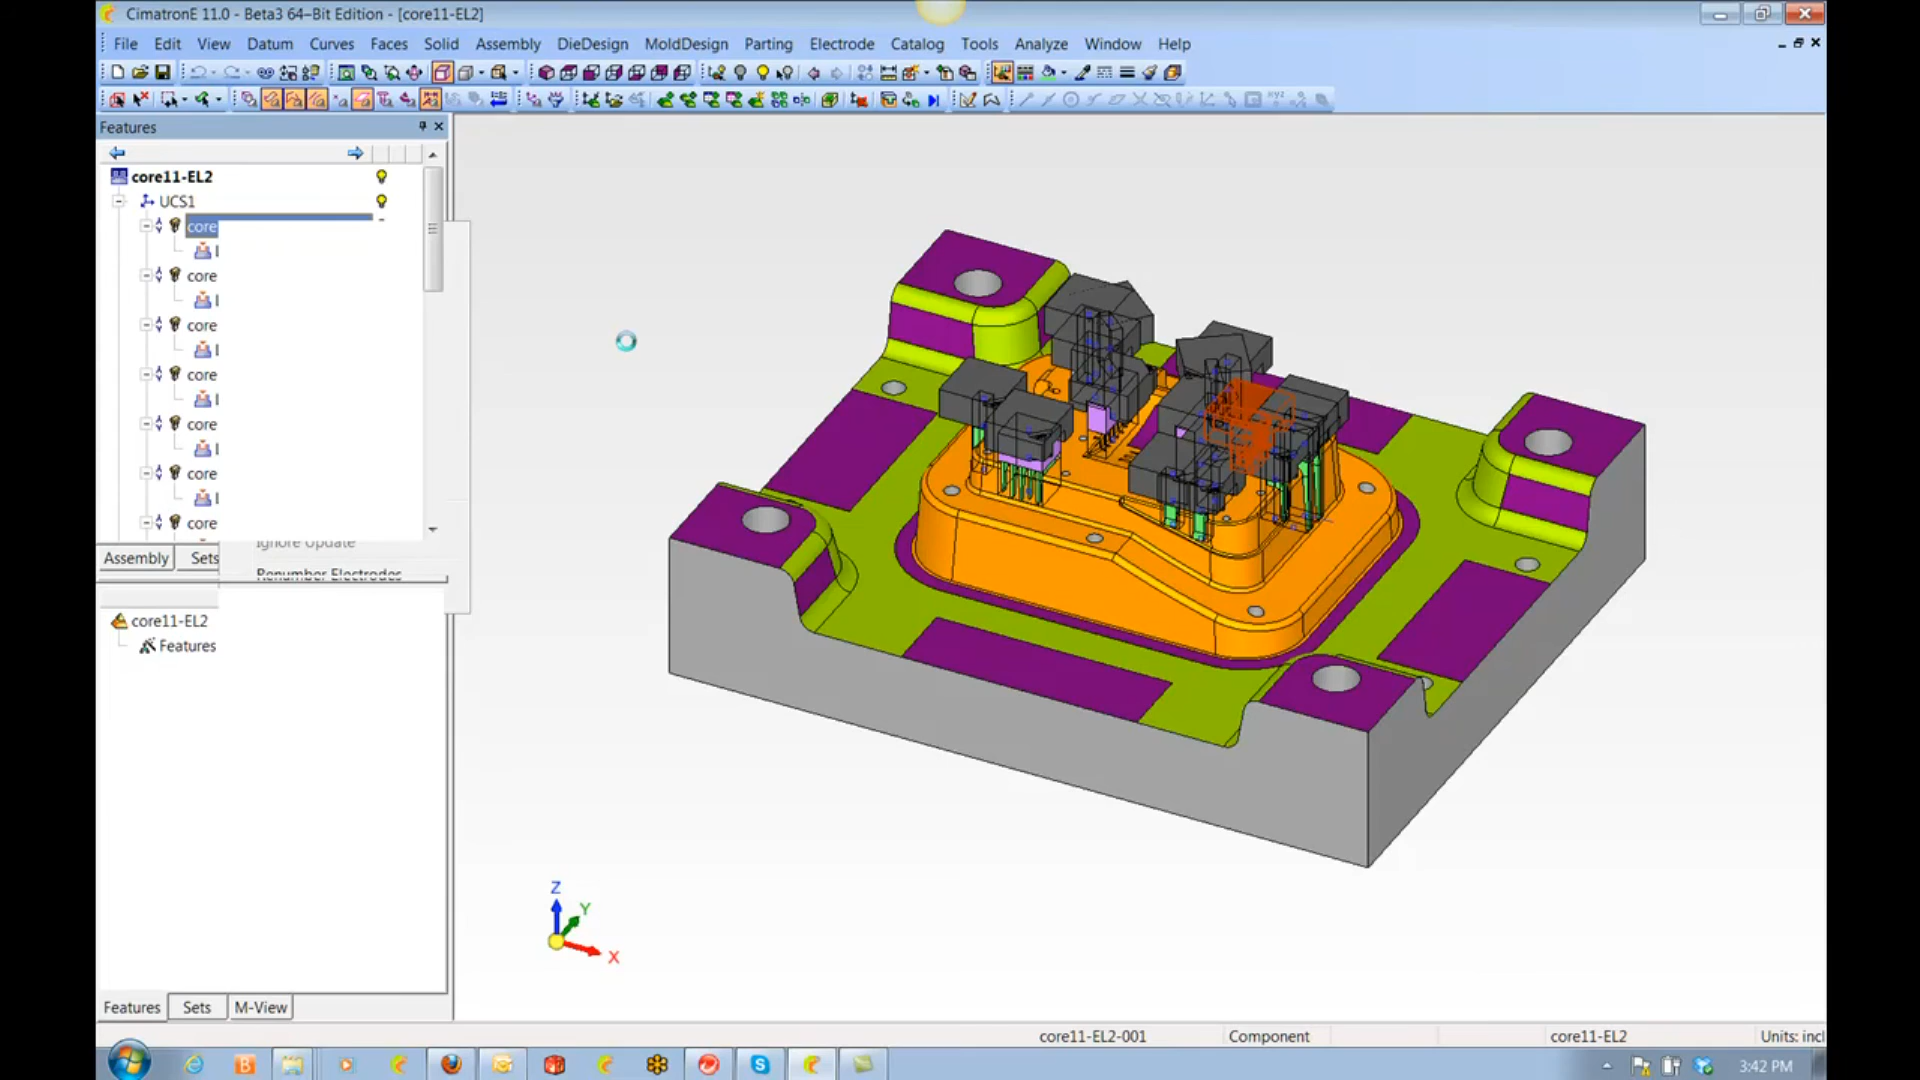 CimatronE 11.0 - Beta3 64–Bit Edition - [core11-EL2]
File Edit View Datum Curves Faces Solid Assembly DieDesign MoldDesign Parting Electrode Catalog Tools Analyze Window Help
Features
core11-EL2
UCS1
core
core
core
core
core
core
core
Ignore Update
Assembly Sets
Renumber Electrodes
core11-EL2
Features
Z
Y
X
Features Sets M-View
core11-EL2-001 Component core11-EL2 Units: incl
3:42 PM